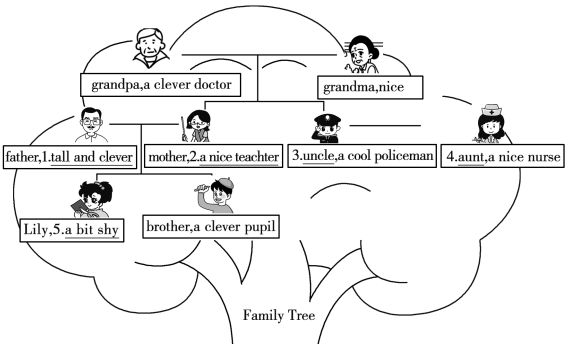 grandpa,a clever doctor
grandma,nice
father,1.tall and clever
mother,2.a nice teachter
3.uncle,a cool policeman
4.aunt,a nice nurse
Lily,5.a bit shy
brother,a clever pupil
Family Tree